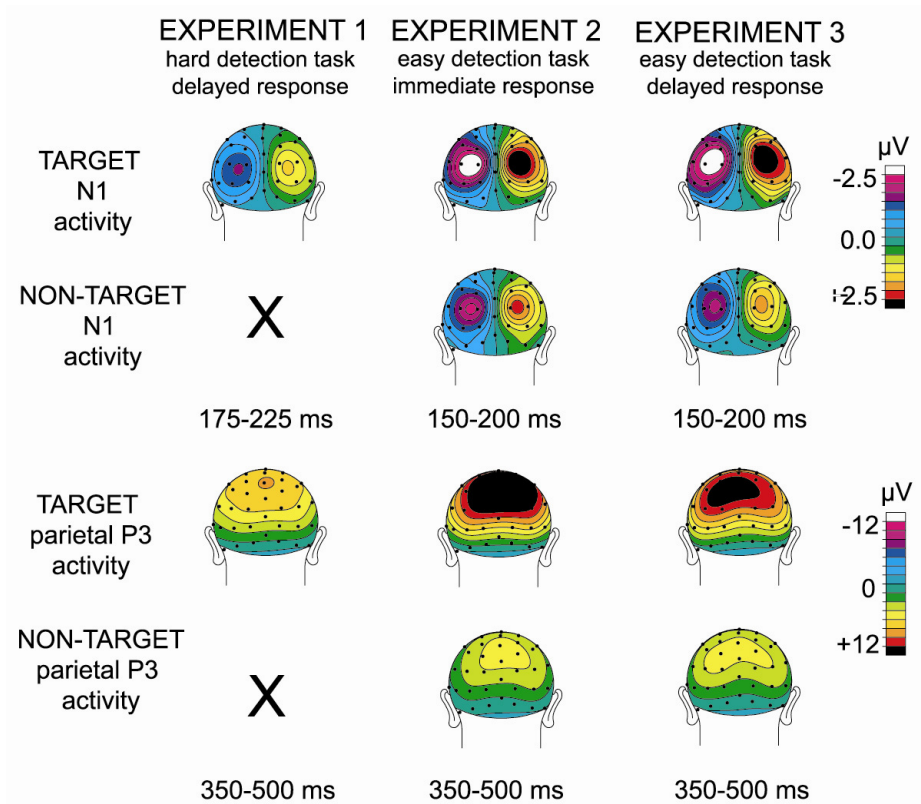 EXPERIMENT 1
hard detection task
delayed response
EXPERIMENT 2
easy detection task
immediate response
EXPERIMENT 3
easy detection task
delayed response
TARGET
N1
activity
µV
-2.5
0.0
+2.5
NON-TARGET
N1
activity
X
175-225 ms
150-200 ms
150-200 ms
TARGET
parietal P3
activity
µV
-12
0
+12
NON-TARGET
parietal P3
activity
X
350-500 ms
350-500 ms
350-500 ms